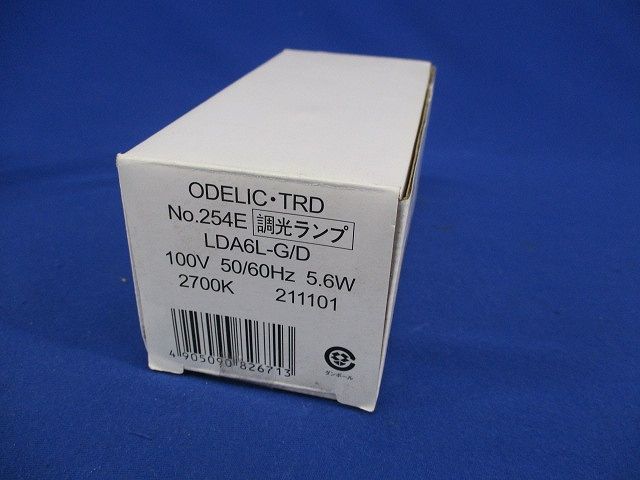 ODELIC・TRD
No.254E 調光ランプ
LDA6L-G/D
100V 50/60Hz 5.6W
2700K 211101
4905090826713
ダンボール